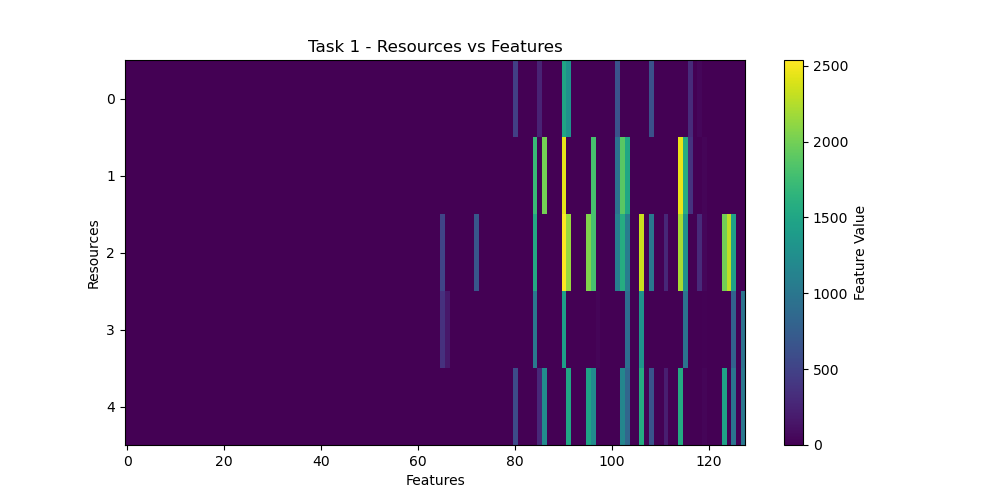 Task 1 - Resources vs Features
0
1
2
3
4
Resources
0 20 40 60 80 100 120
Features
2500
2000
1500
1000
500
0
Feature Value